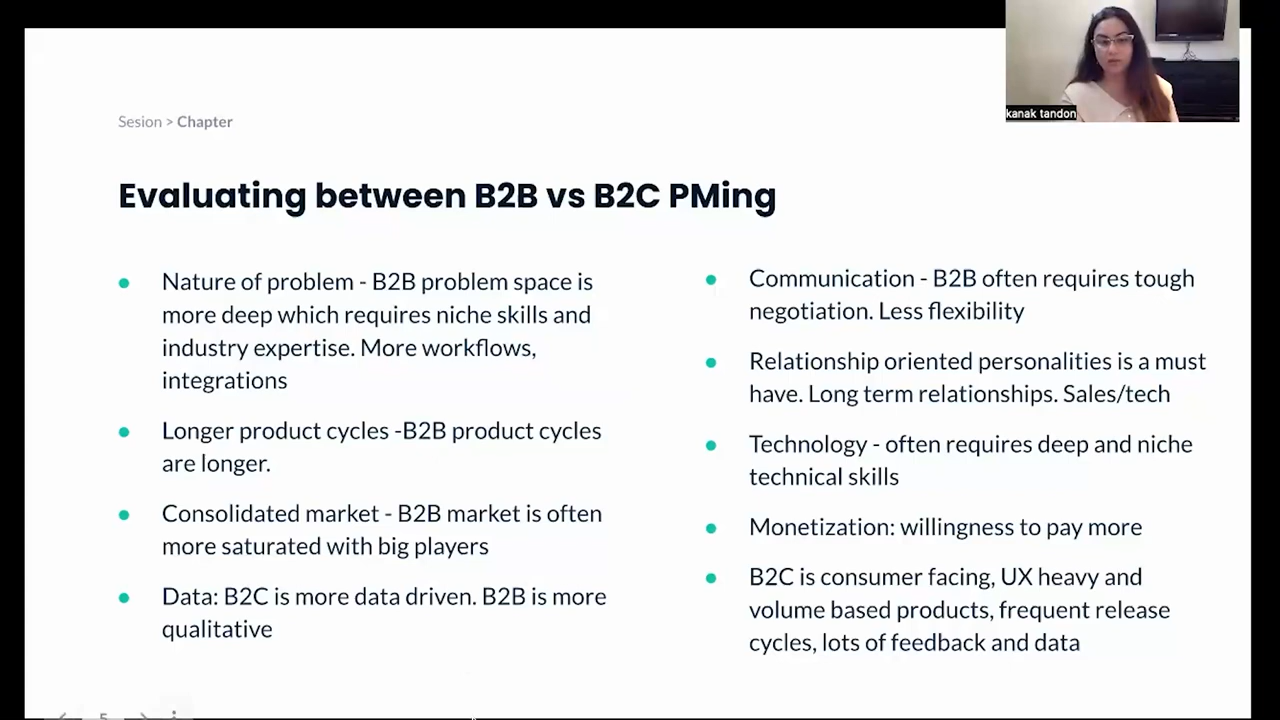 kanak tandon
Sesion > Chapter
Evaluating between B2B vs B2C PMing
Nature of problem - B2B problem space is
more deep which requires niche skills and
industry expertise. More workflows,
integrations
Longer product cycles -B2B product cycles
are longer.
Consolidated market - B2B market is often
more saturated with big players
Data: B2C is more data driven. B2B is more
qualitative
Communication - B2B often requires tough
negotiation. Less flexibility
Relationship oriented personalities is a must
have. Long term relationships. Sales/tech
Technology - often requires deep and niche
technical skills
Monetization: willingness to pay more
B2C is consumer facing, UX heavy and
volume based products, frequent release
cycles, lots of feedback and data
5